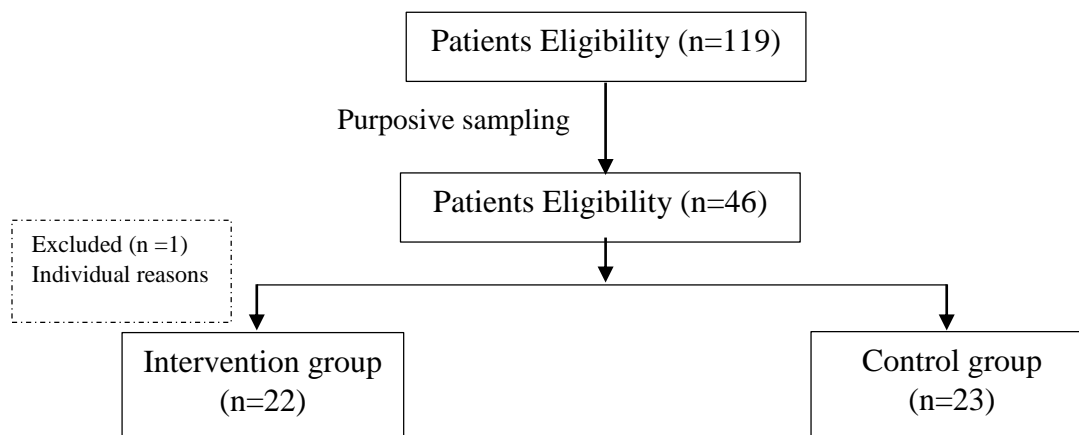 Patients Eligibility (n=119)
Purposive sampling
Patients Eligibility (n=46)
Excluded (n =1)
Individual reasons
Intervention group
(n=22)
Control group
(n=23)